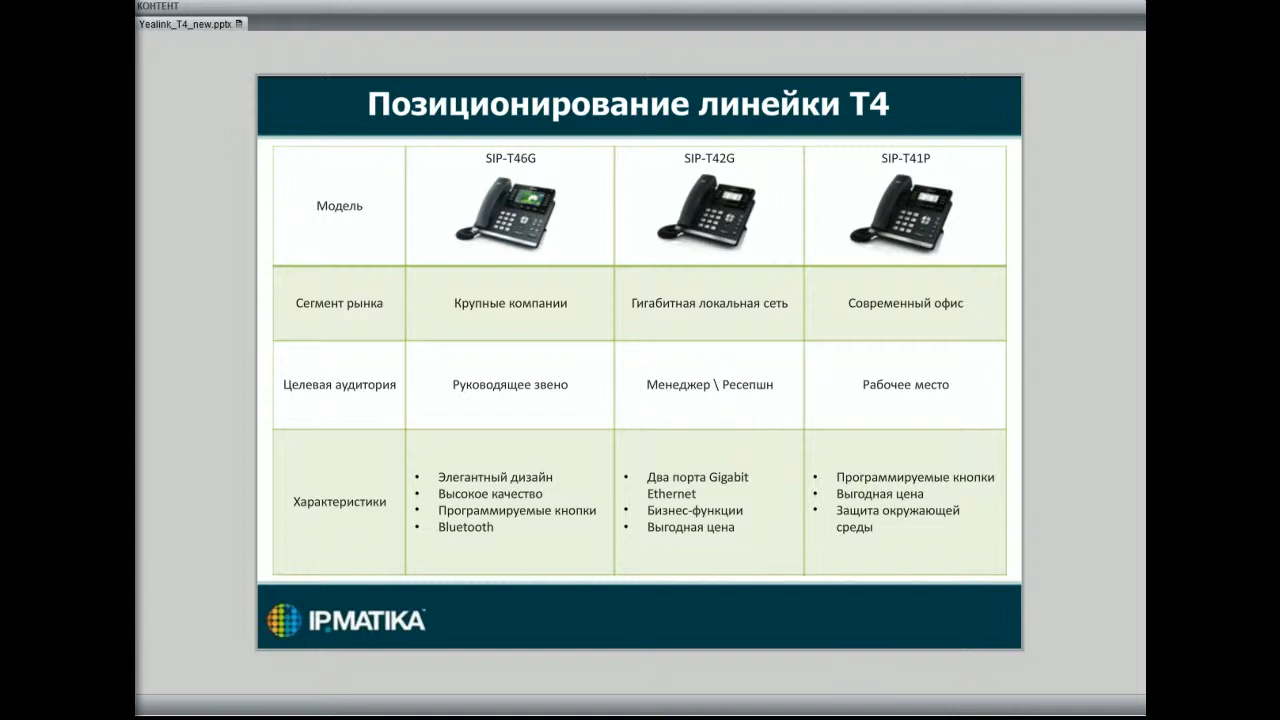 КОНТЕНТ
Yealink_T4_new.pptx
Позиционирование линейки T4
Модель
SIP-T46G
SIP-T42G
SIP-T41P
Сегмент рынка
Крупные компании
Гигабитная локальная сеть
Современный офис
Целевая аудитория
Руководящее звено
Менеджер \ Ресепшн
Рабочее место
Характеристики
• Элегантный дизайн
• Высокое качество
• Программируемые кнопки
• Bluetooth
• Два порта Gigabit
Ethernet
• Бизнес-функции
• Выгодная цена
• Программируемые кнопки
• Выгодная цена
• Защита окружающей
среды
IPMATIKA